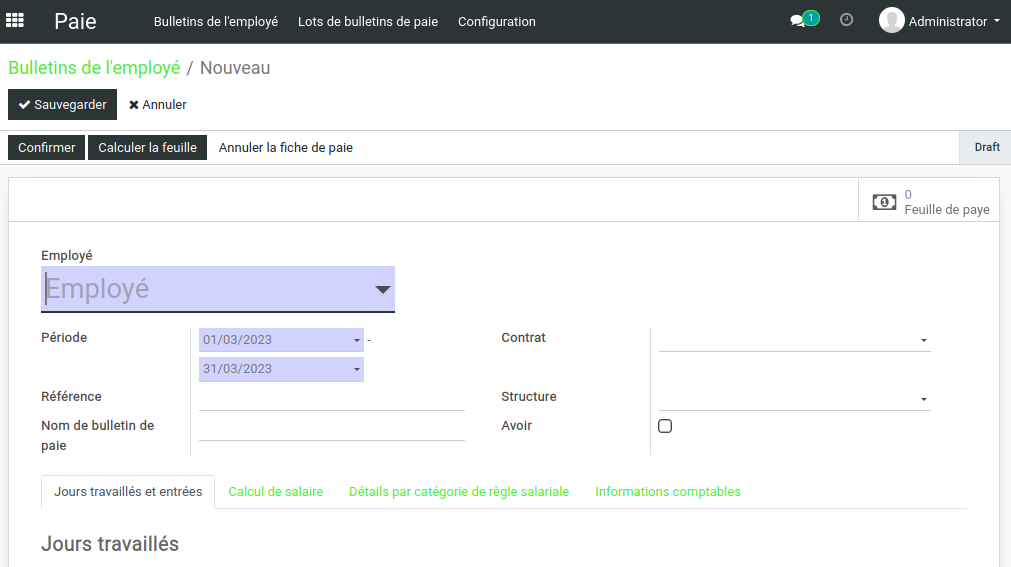 Paie Bulletins de l'employé Lots de bulletins de paie Configuration 1 Administrator
Bulletins de l'employé / Nouveau
Sauvegarder Annuler
Confirmer Calculer la feuille Annuler la fiche de paie Draft
0
Feuille de paye
Employé
Employé
Période 01/03/2023 - Contrat
31/03/2023
Référence Structure
Nom de bulletin de Avoir
paie
Jours travaillés et entrées Calcul de salaire Détails par catégorie de règle salariale Informations comptables
Jours travaillés